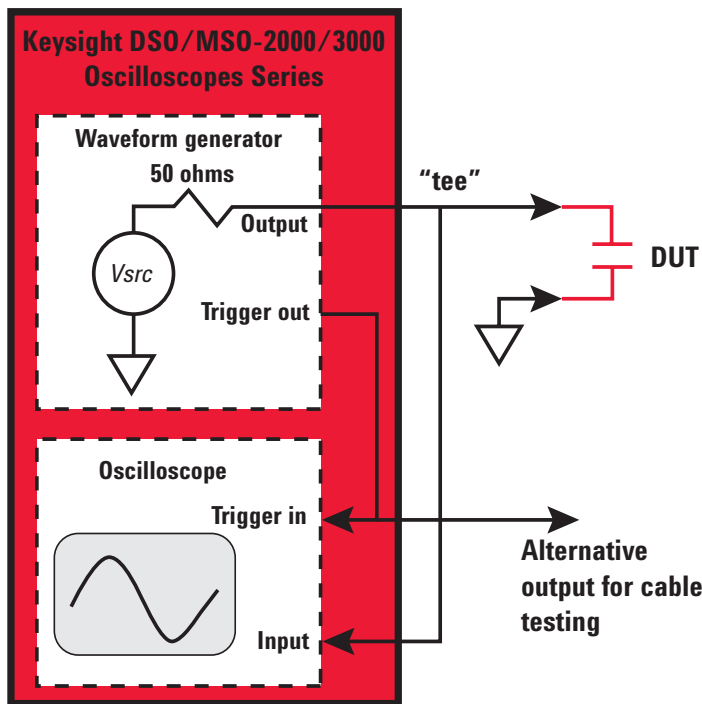 Keysight DSO/MSO-2000/3000
Oscilloscopes Series
Waveform generator
50 ohms
“tee”
Output
Vsrc
DUT
Trigger out
Oscilloscope
Trigger in
Alternative
output for cable
testing
Input